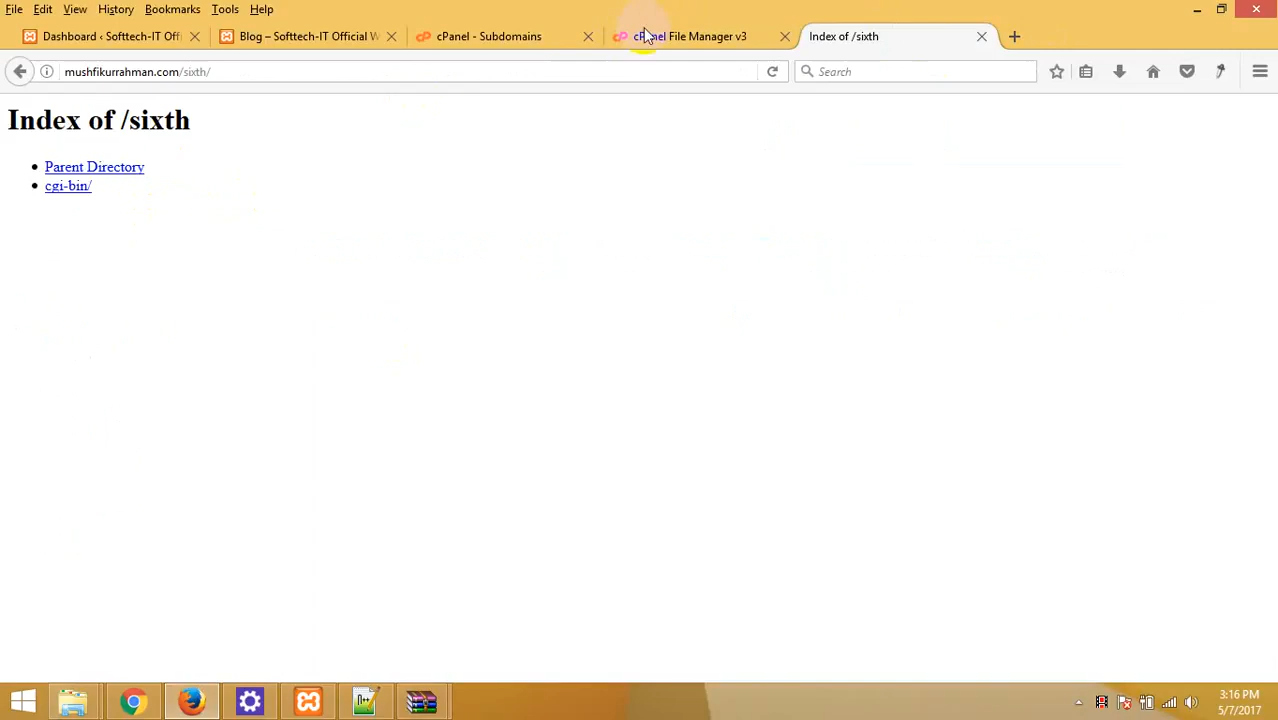 File Edit View History Bookmarks Tools Help
Dashboard ‹ Softtech-IT Offi
Blog – Softtech-IT Official W
cPanel - Subdomains
cPanel File Manager v3
Index of /sixth
mushfikurrahman.com/sixth/
Search
Index of /sixth
Parent Directory
cgi-bin/
3:16 PM
5/7/2017